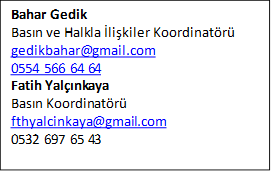 Bahar Gedik
Basın ve Halkla İlişkiler Koordinatörü
gedikbahar@gmail.com
0554 566 64 64
Fatih Yalçınkaya
Basın Koordinatörü
fthyalcinkaya@gmail.com
0532 697 65 43